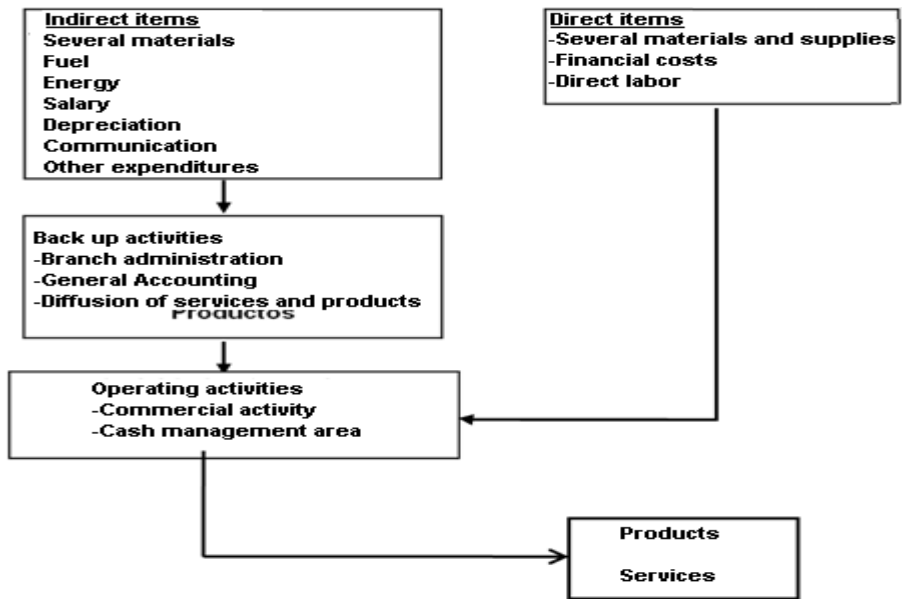 Indirect items
Several materials
Fuel
Energy
Salary
Depreciation
Communication
Other expenditures
Direct items
-Several materials and supplies
-Financial costs
-Direct labor
Back up activities
-Branch administration
-General Accounting
-Diffusion of services and products
Productos
Operating activities
-Commercial activity
-Cash management area
Products
Services